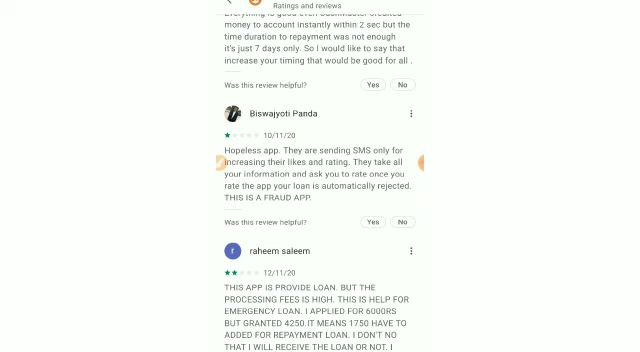 Ratings and reviews
Everything is good even CashMaster credited
money to account instantly within 2 sec but the
time duration to repayment was not enough
it's just 7 days only. So I would like to say that
increase your timing that would be good for all .
Was this review helpful?
Yes
No
Biswajyoti Panda
10/11/20
Hopeless app. They are sending SMS only for
increasing their likes and rating. They take all
your information and ask you to rate once you
rate the app your loan is automatically rejected.
THIS IS A FRAUD APP.
Was this review helpful?
Yes
No
r
raheem saleem
12/11/20
THIS APP IS PROVIDE LOAN. BUT THE
PROCESSING FEES IS HIGH. THIS IS HELP FOR
EMERGENCY LOAN. I APPLIED FOR 6000RS
BUT GRANTED 4250.IT MEANS 1750 HAVE TO
ADDED FOR REPAYMENT LOAN. I DON'T NO
THAT I WILL RECEIVE THE LOAN OR NOT. I